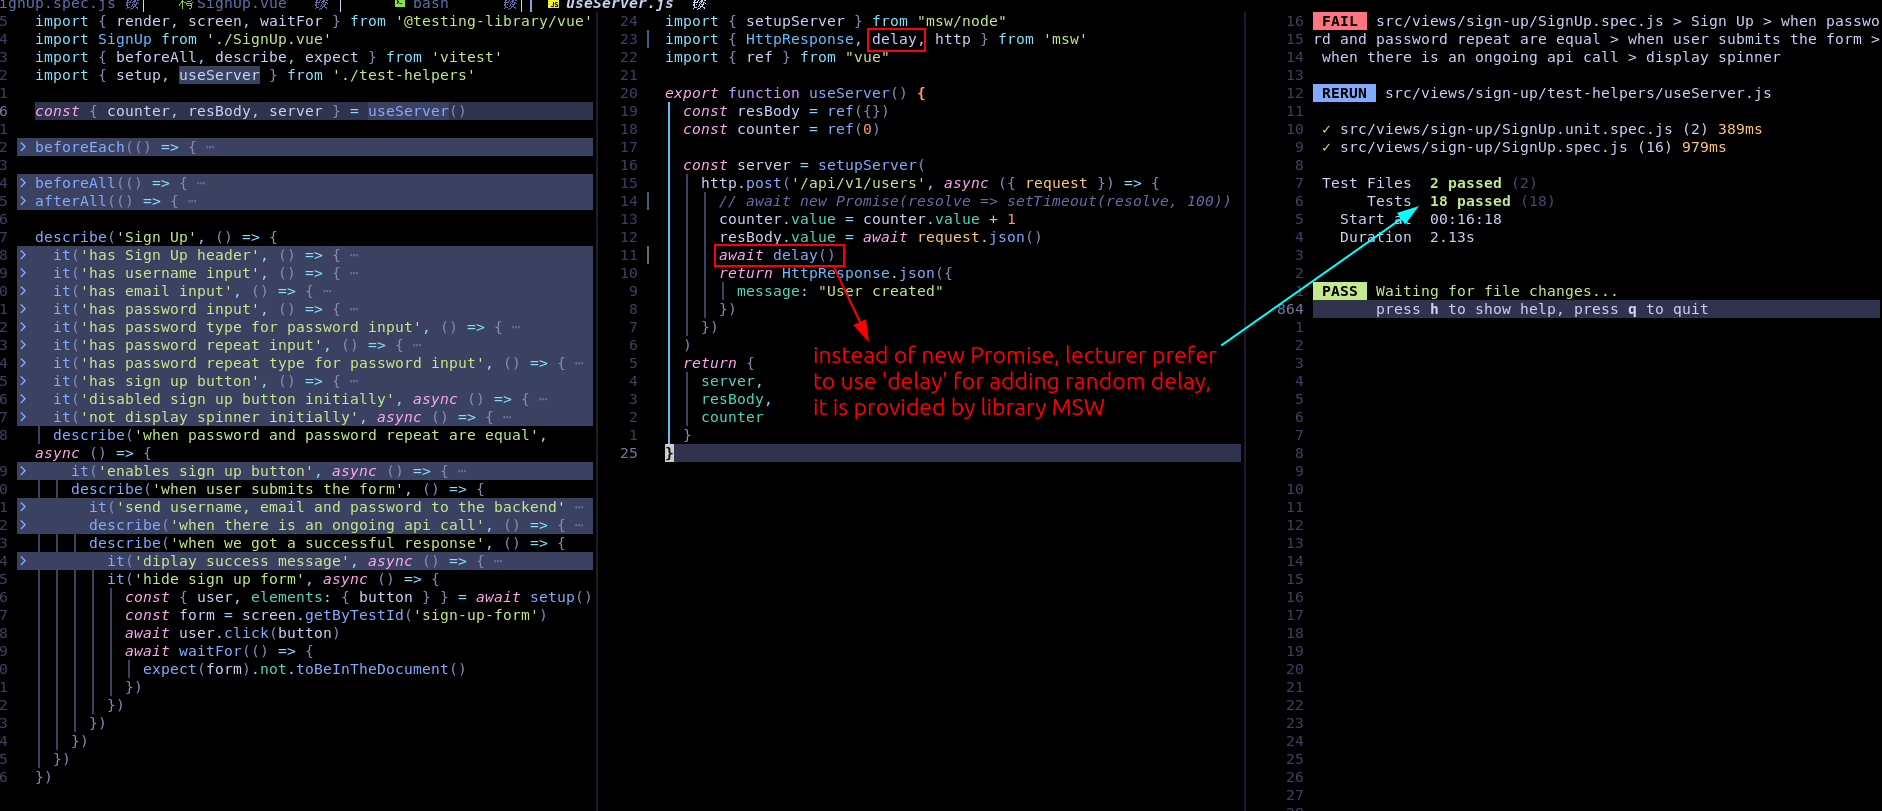 ignUp.spec.js SignUp.vue bash useServer.js
5 import { render, screen, waitFor } from '@testing-library/vue'
4 import SignUp from './SignUp.vue'
3 import { beforeAll, describe, expect } from 'vitest'
2 import { setup, useServer } from './test-helpers'
1
6 const { counter, resBody, server } = useServer()
1
2 > beforeEach(() => { ⋯
3
4 > beforeAll(() => { ⋯
5 > afterAll(() => { ⋯
6
7 describe('Sign Up', () => {
8 > it('has Sign Up header', () => { ⋯
9 > it('has username input', () => { ⋯
0 > it('has email input', () => { ⋯
1 > it('has password input', () => { ⋯
2 > it('has password type for password input', () => { ⋯
3 > it('has password repeat input', () => { ⋯
4 > it('has password repeat type for password input', () => { ⋯
5 > it('has sign up button', () => { ⋯
6 > it('disabled sign up button initially', async () => { ⋯
7 > it('not display spinner initially', async () => { ⋯
8 describe('when password and password repeat are equal',
async () => {
9 > it('enables sign up button', async () => { ⋯
0 describe('when user submits the form', () => {
1 > it('send username, email and password to the backend' ⋯
2 > describe('when there is an ongoing api call', () => { ⋯
3 describe('when we got a successful response', () => {
4 > it('diplay success message', async () => { ⋯
5 it('hide sign up form', async () => {
6 const { user, elements: { button } } = await setup()
7 const form = screen.getByTestId('sign-up-form')
8 await user.click(button)
9 await waitFor(() => {
0 expect(form).not.toBeInTheDocument()
1 })
2 })
3 })
4 })
5 })
6 })
24 import { setupServer } from "msw/node"
23 import { HttpResponse, delay, http } from 'msw'
22 import { ref } from "vue"
21
20 export function useServer() {
19 const resBody = ref({})
18 const counter = ref(0)
17
16 const server = setupServer(
15 http.post('/api/v1/users', async ({ request }) => {
14 // await new Promise(resolve => setTimeout(resolve, 100))
13 counter.value = counter.value + 1
12 resBody.value = await request.json()
11 await delay()
10 return HttpResponse.json({
9 message: "User created"
8 })
7 })
6 )
5 return {
4 server,
3 resBody,
2 counter
1 }
25 }
instead of new Promise, lecturer prefer
to use 'delay' for adding random delay,
it is provided by library MSW
16 FAIL src/views/sign-up/SignUp.spec.js > Sign Up > when passwo
15 rd and password repeat are equal > when user submits the form >
14 when there is an ongoing api call > display spinner
13
12 RERUN src/views/sign-up/test-helpers/useServer.js
11
10 ✓ src/views/sign-up/SignUp.unit.spec.js (2) 389ms
9 ✓ src/views/sign-up/SignUp.spec.js (16) 979ms
8
7 Test Files 2 passed (2)
6 Tests 18 passed (18)
5 Start at 00:16:18
4 Duration 2.13s
3
2
1 PASS Waiting for file changes...
864 press h to show help, press q to quit
1
2
3
4
5
6
7
8
9
10
11
12
13
14
15
16
17
18
19
20
21
22
23
24
25
26
27